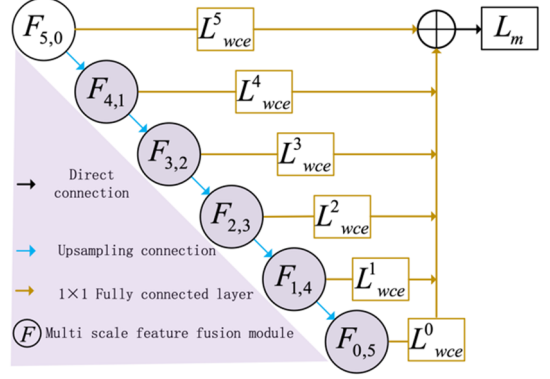 F5,0 L5wce Lm
F4,1 L4wce
F3,2 L3wce
Direct
connection
F2,3 L2wce
Upsampling connection
F1,4 L1wce
1×1 Fully connected layer
F Multi scale feature fusion module
F0,5 L0wce